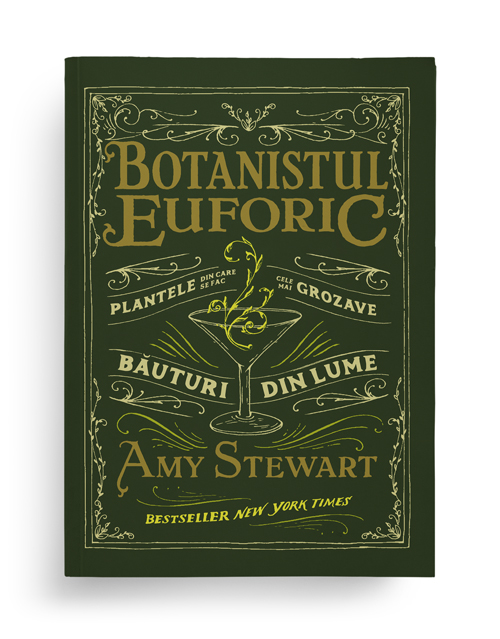 BOTANISTUL
EUFORIC
PLANTELE DIN CARE SE FAC CELE MAI GROZAVE
BĂUTURI DIN LUME
AMY STEWART
BESTSELLER NEW YORK TIMES